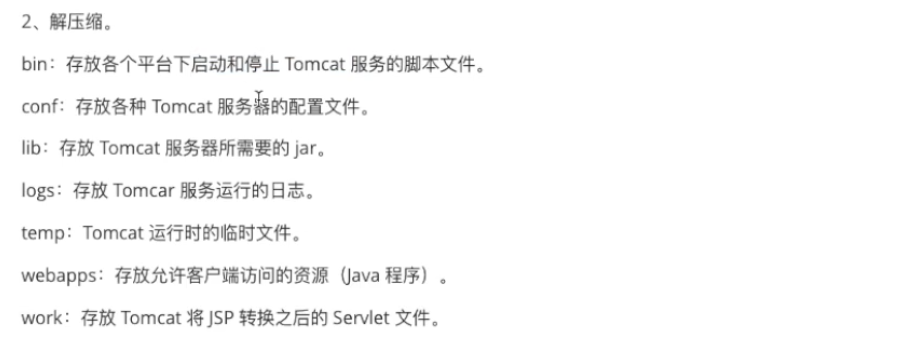 2、解压缩。
bin：存放各个平台下启动和停止 Tomcat 服务的脚本文件。
conf：存放各种 Tomcat 服务器的配置文件。
lib：存放 Tomcat 服务器所需要的 jar。
logs：存放 Tomcar 服务运行的日志。
temp：Tomcat 运行时的临时文件。
webapps：存放允许客户端访问的资源（Java 程序）。
work：存放 Tomcat 将 JSP 转换之后的 Servlet 文件。